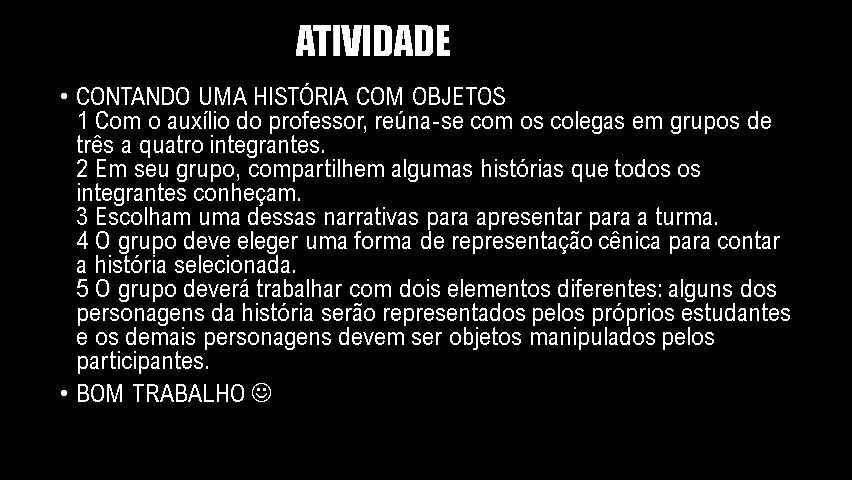 ATIVIDADE
• CONTANDO UMA HISTÓRIA COM OBJETOS
1 Com o auxílio do professor, reúna-se com os colegas em grupos de
três a quatro integrantes.
2 Em seu grupo, compartilhem algumas histórias que todos os
integrantes conheçam.
3 Escolham uma dessas narrativas para apresentar para a turma.
4 O grupo deve eleger uma forma de representação cênica para contar
a história selecionada.
5 O grupo deverá trabalhar com dois elementos diferentes: alguns dos
personagens da história serão representados pelos próprios estudantes
e os demais personagens devem ser objetos manipulados pelos
participantes.
• BOM TRABALHO ☺